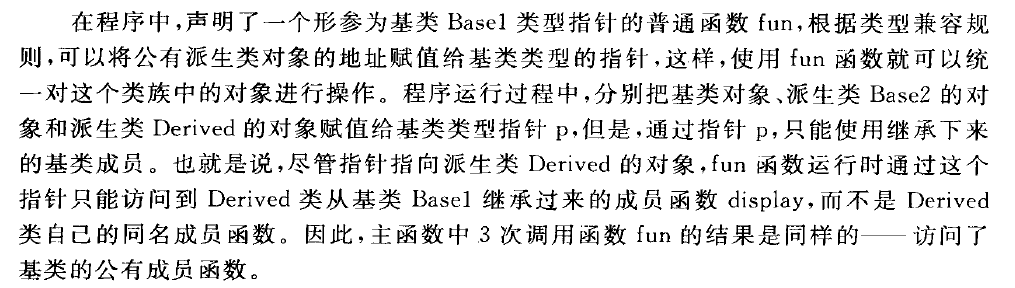 在程序中,声明了一个形参为基类 Base1 类型指针的普通函数 fun,根据类型兼容规
则,可以将公有派生类对象的地址赋值给基类类型的指针,这样,使用 fun 函数就可以统
一对这个类族中的对象进行操作。程序运行过程中,分别把基类对象、派生类 Base2 的对
象和派生类 Derived 的对象赋值给基类类型指针 p,但是,通过指针 p,只能使用继承下来
的基类成员。也就是说,尽管指针指向派生类 Derived 的对象,fun 函数运行时通过这个
指针只能访问到 Derived 类从基类 Base1 继承过来的成员函数 display,而不是 Derived
类自己的同名成员函数。因此,主函数中 3 次调用函数 fun 的结果是同样的——访问了
基类的公有成员函数。